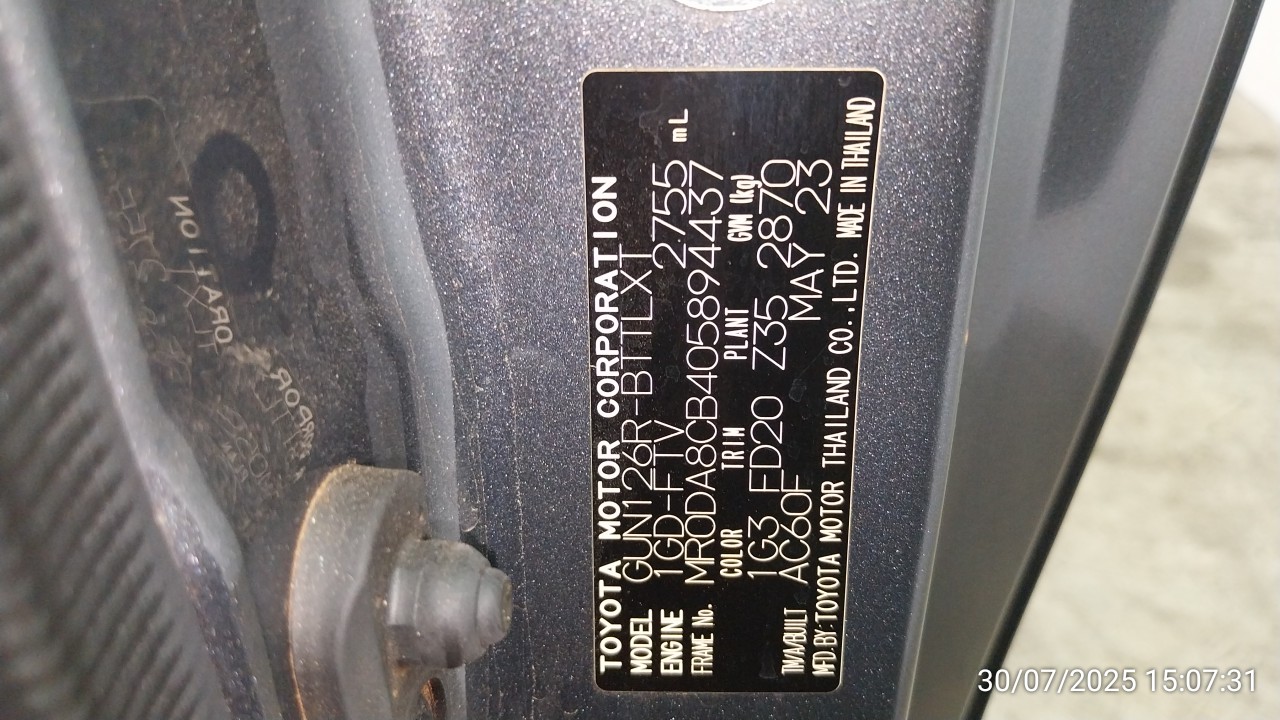 TOYOTA MOTOR CORPORATION
MODEL GUN126R-BTTLXT
ENGINE 1GD-FTV 2755 mL
FRAME No. MR0DA8CB405894437
COLOR TRIM PLANT GVM (kg)
1G3 FD20 Z35 2870
TM/A/BUILT AC60F MAY 23
MFD.BY:TOYOTA MOTOR THAILAND CO.,LTD. MADE IN THAILAND
30/07/2025 15:07:31